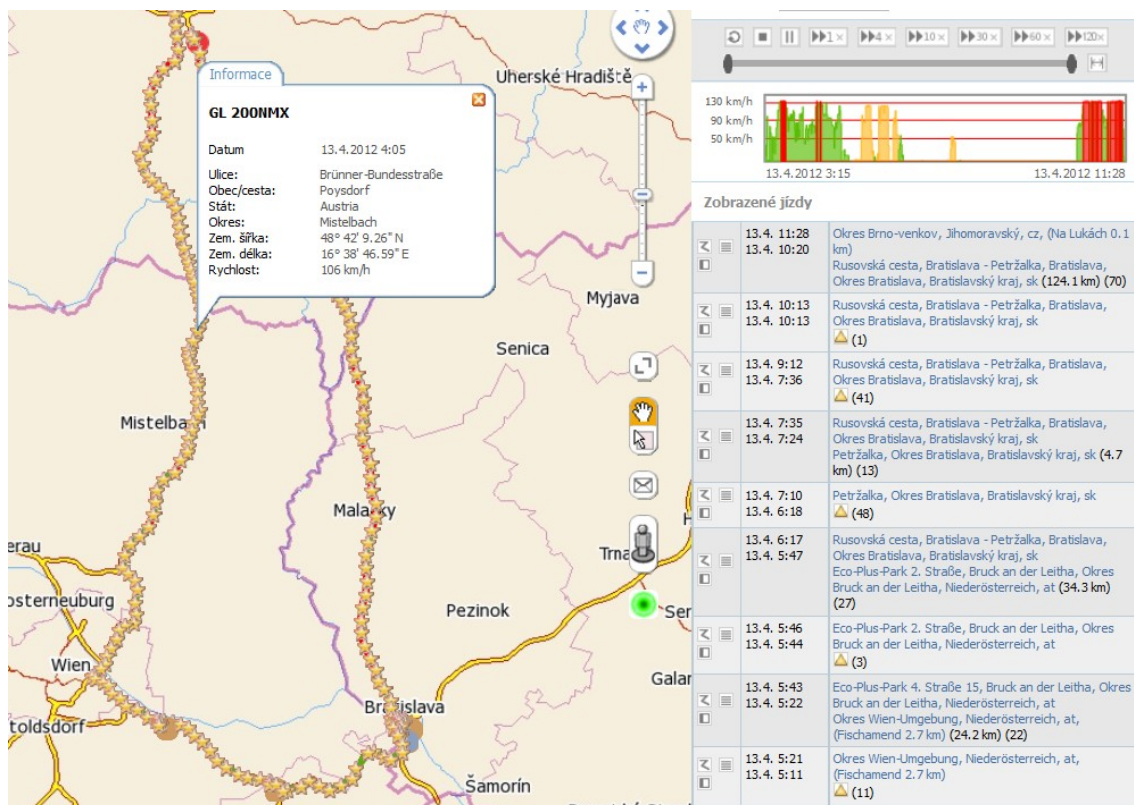 Uherské Hradiště
Informace
GL 200NMX
Datum 13.4.2012 4:05
Ulice: Brünner-Bundesstraße
Obec/cesta: Poysdorf
Stát: Austria
Okres: Mistelbach
Zem. šířka: 48° 42' 9.26" N
Zem. délka: 16° 38' 46.59" E
Rychlost: 106 km/h
Myjava
Senica
Malacky
erau
osterneuburg
Pezinok
Wien
Galar
Bratislava
toldsdorf
Šamorín
1×
4×
10×
30×
60×
120×
130 km/h
90 km/h
50 km/h
13.4.2012 3:15 13.4.2012 11:28
Zobrazené jízdy
13.4. 11:28
13.4. 10:20
Okres Brno-venkov, Jihomoravský, cz, (Na Lukách 0.1
km)
Rusovská cesta, Bratislava - Petržalka, Bratislava,
Okres Bratislava, Bratislavský kraj, sk (124.1 km) (70)
13.4. 10:13
13.4. 10:13
Rusovská cesta, Bratislava - Petržalka, Bratislava,
Okres Bratislava, Bratislavský kraj, sk
(1)
13.4. 9:12
13.4. 7:36
Rusovská cesta, Bratislava - Petržalka, Bratislava,
Okres Bratislava, Bratislavský kraj, sk
(41)
13.4. 7:35
13.4. 7:24
Rusovská cesta, Bratislava - Petržalka, Bratislava,
Okres Bratislava, Bratislavský kraj, sk
Petržalka, Okres Bratislava, Bratislavský kraj, sk (4.7
km) (13)
13.4. 7:10
13.4. 6:18
Petržalka, Okres Bratislava, Bratislavský kraj, sk
(48)
13.4. 6:17
13.4. 5:47
Rusovská cesta, Bratislava - Petržalka, Bratislava,
Okres Bratislava, Bratislavský kraj, sk
Eco-Plus-Park 2. Straße, Bruck an der Leitha, Okres
Bruck an der Leitha, Niederösterreich, at (34.3 km)
(27)
13.4. 5:46
13.4. 5:44
Eco-Plus-Park 2. Straße, Bruck an der Leitha, Okres
Bruck an der Leitha, Niederösterreich, at
(3)
13.4. 5:43
13.4. 5:22
Eco-Plus-Park 4. Straße 15, Bruck an der Leitha, Okres
Bruck an der Leitha, Niederösterreich, at
Okres Wien-Umgebung, Niederösterreich, at,
(Fischamend 2.7 km) (24.2 km) (22)
13.4. 5:21
13.4. 5:11
Okres Wien-Umgebung, Niederösterreich, at,
(Fischamend 2.7 km)
(11)